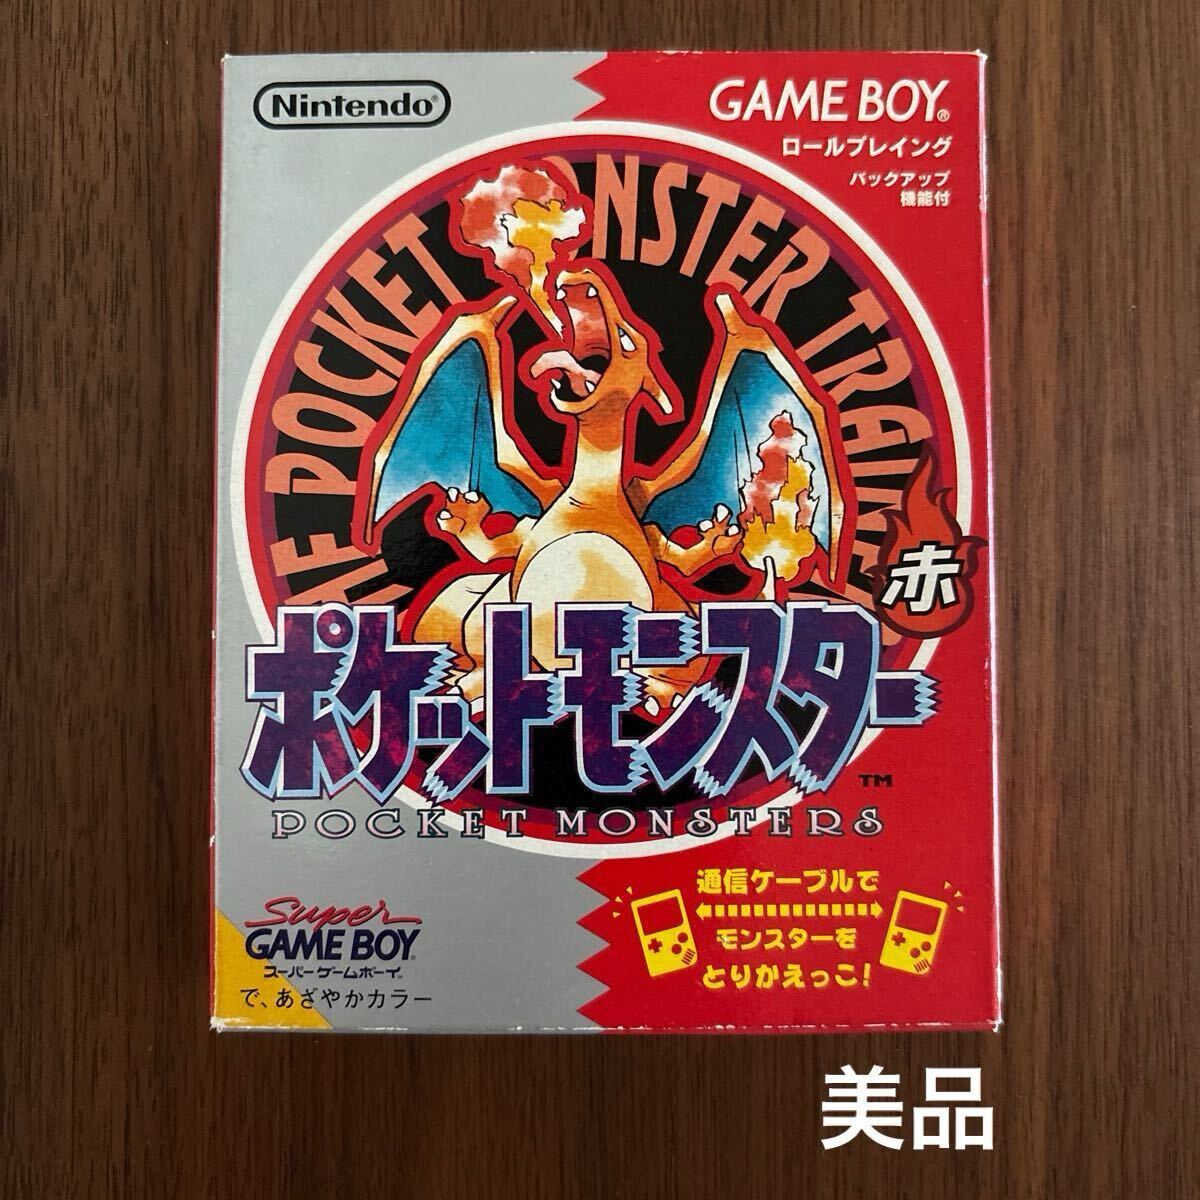 Nintendo®
GAME BOY®
ロールプレイング
バックアップ
機能付
THE POCKET MONSTER TRAINER
赤
ポケットモンスター
TM
POCKET MONSTERS
Super
GAME BOY
スーパーゲームボーイ
で、あざやかカラー
通信ケーブルで
モンスターを
とりかえっこ!
美品